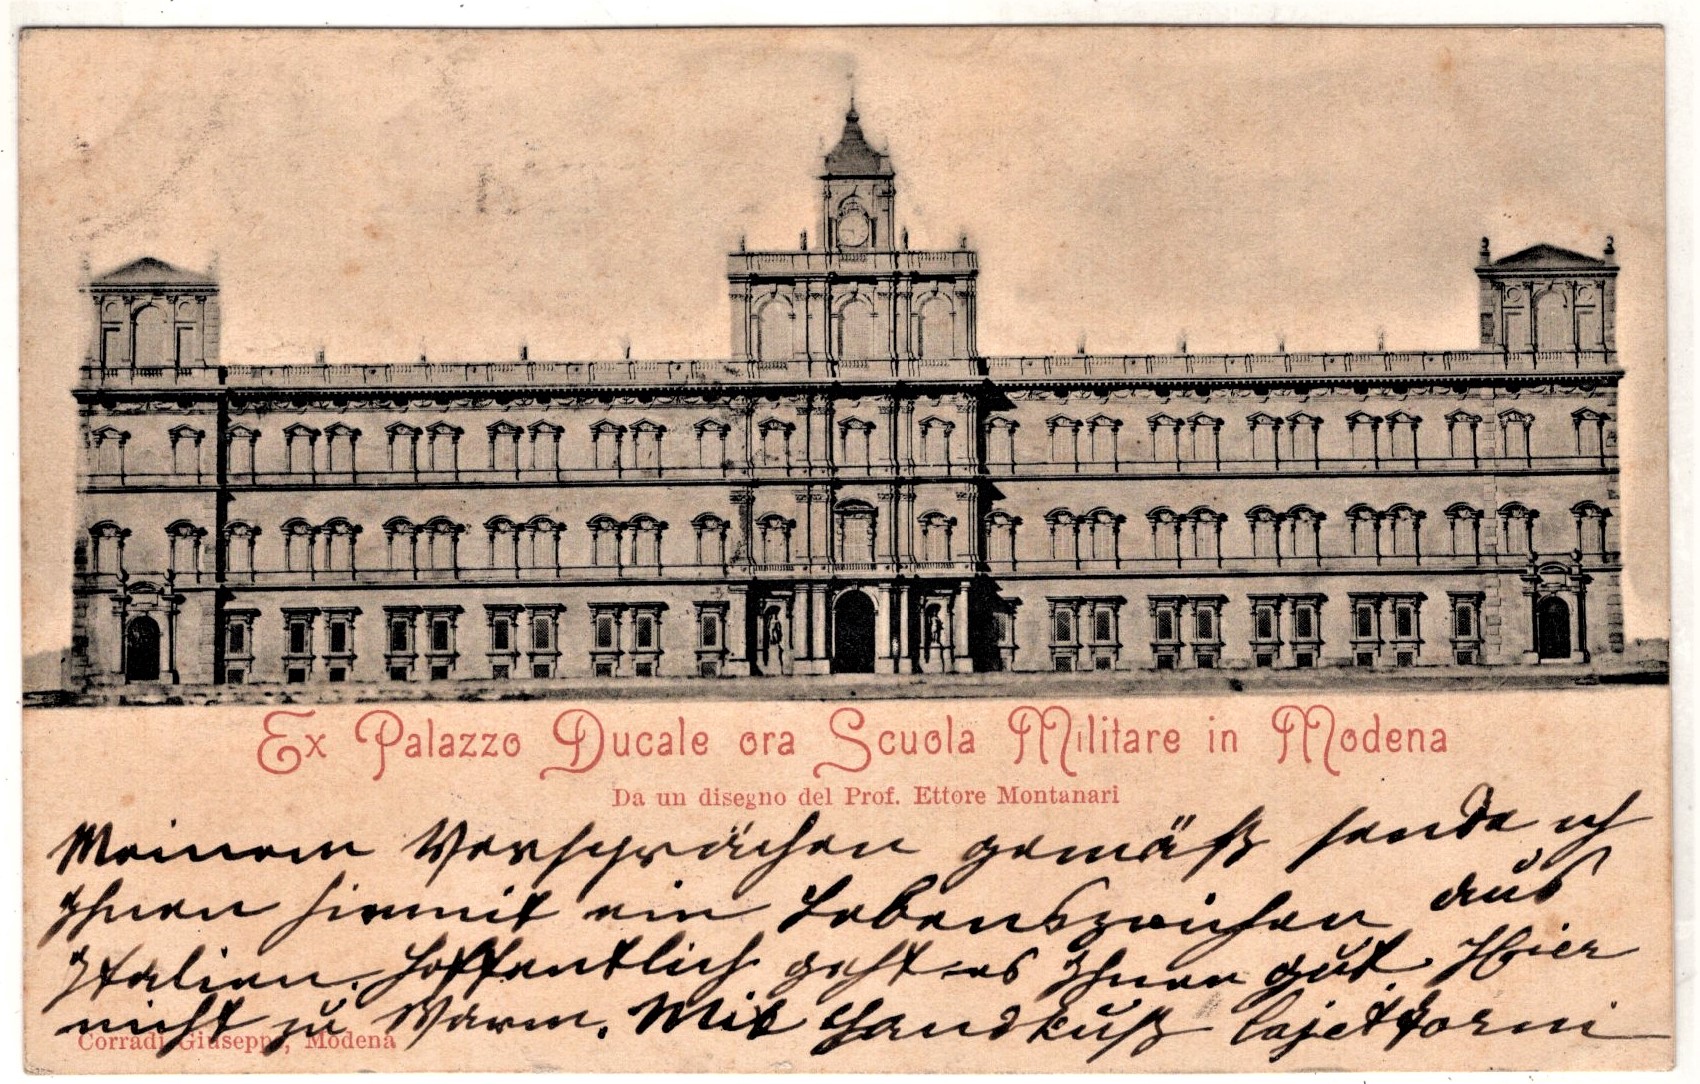 Ex Palazzo Ducale ora Scuola Militare in Modena
Da un disegno del Prof. Ettore Montanari
Meinem Versprächen gemäß sende ich
Ihnen hiermit ein Lebenszeichen aus
Italien. Hoffentlich geht es Ihnen gut. Hier
nicht zu warm. Mit Handkuß
Corradi Giuseppe, Modena